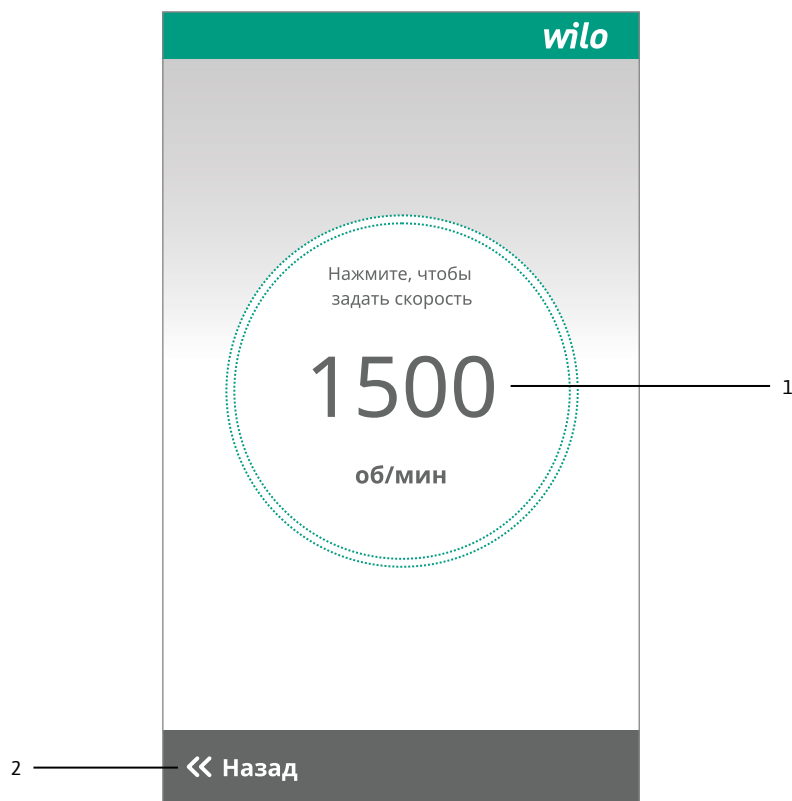 wilo
Нажмите, чтобы
задать скорость
1500
1
об/мин
2
Назад